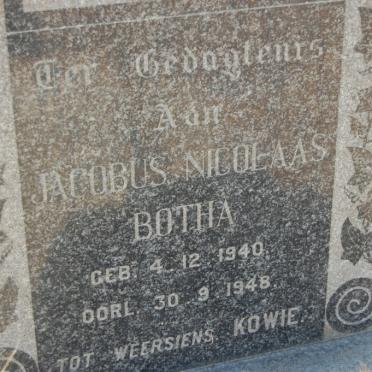 Ter Gedagtenis
Aan
JACOBUS NICOLAAS
BOTHA
GEB. 4. 12. 1940.
OORL. 30. 9. 1948.
TOT WEERSIENS KOWIE